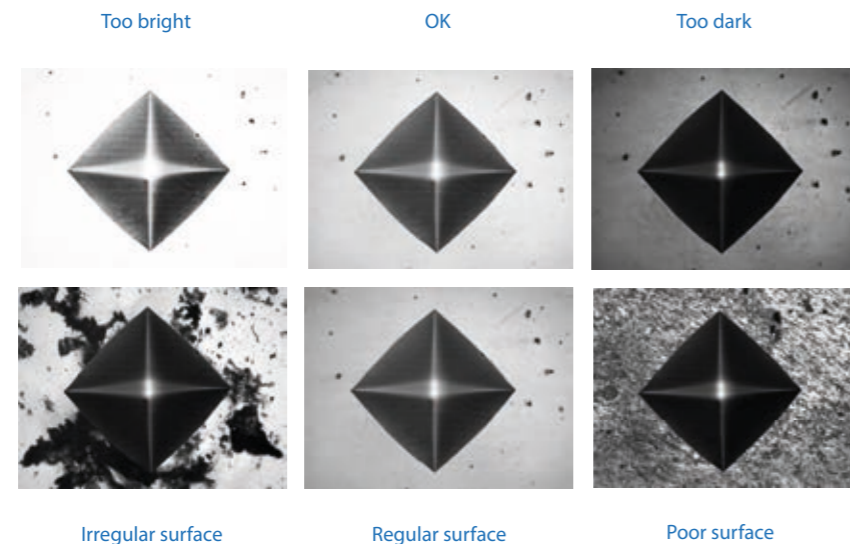 Too bright
OK
Too dark
Irregular surface
Regular surface
Poor surface